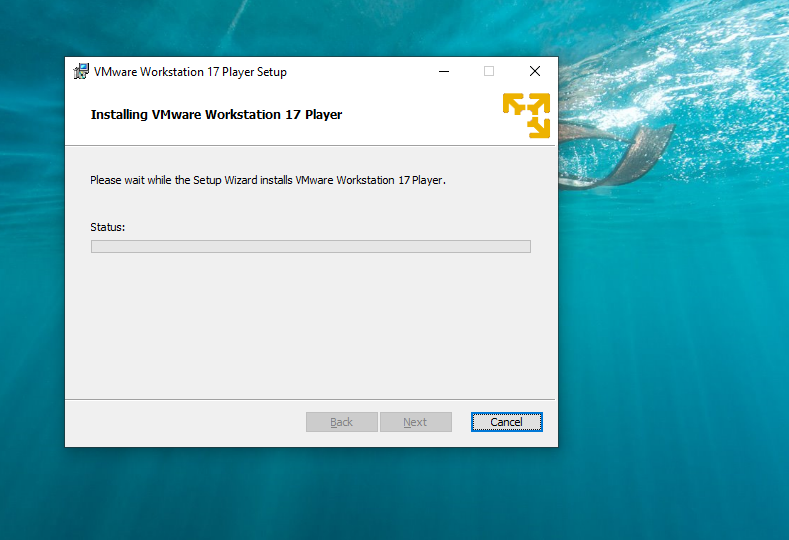 VMware Workstation 17 Player Setup
Installing VMware Workstation 17 Player
Please wait while the Setup Wizard installs VMware Workstation 17 Player.
Status:
Back Next Cancel